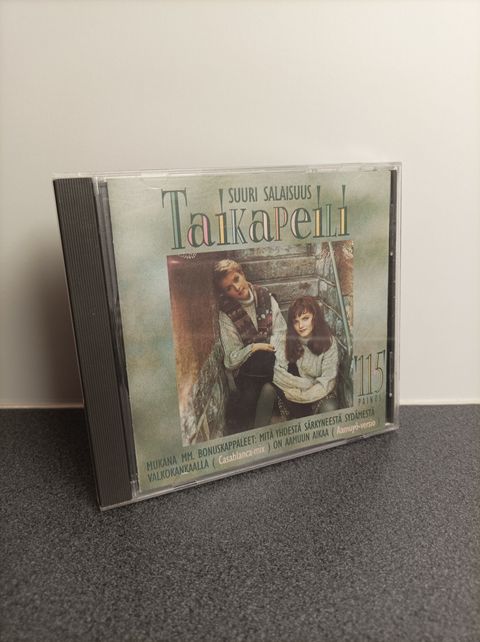 SUURI SALAISUUS
Taikapeili
'115
PAINOS
MUKANA MM. BONUSKAPPALEET: MITÄ YHDESTÄ SÄRKYNEESTÄ SYDÄMESTÄ
VALKOKANKAALLA ( Casablanca-mix ) ON AAMUUN AIKAA ( Aamuyö-versio